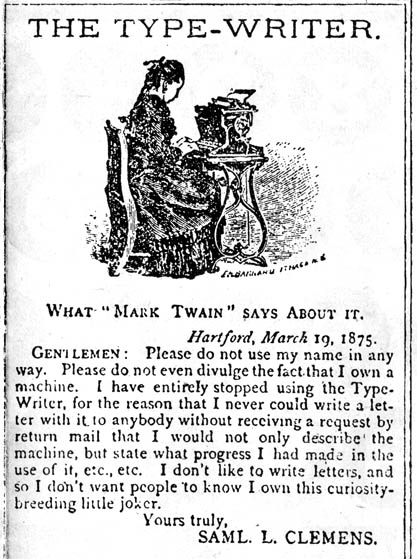 THE TYPE-WRITER.
WHAT "MARK TWAIN" SAYS ABOUT IT.
Hartford, March 19, 1875.
GENTLEMEN: Please do not use my name in any
way. Please do not even divulge the fact that I own a
machine. I have entirely stopped using the Type-
Writer, for the reason that I never could write a let-
ter with it to anybody without receiving a request by
return mail that I would not only describe the
machine, but state what progress I had made in the
use of it, etc., etc. I don't like to write letters, and
so I don't want people to know I own this curiosity-
breeding little joker.
Yours truly,
SAML. L. CLEMENS.